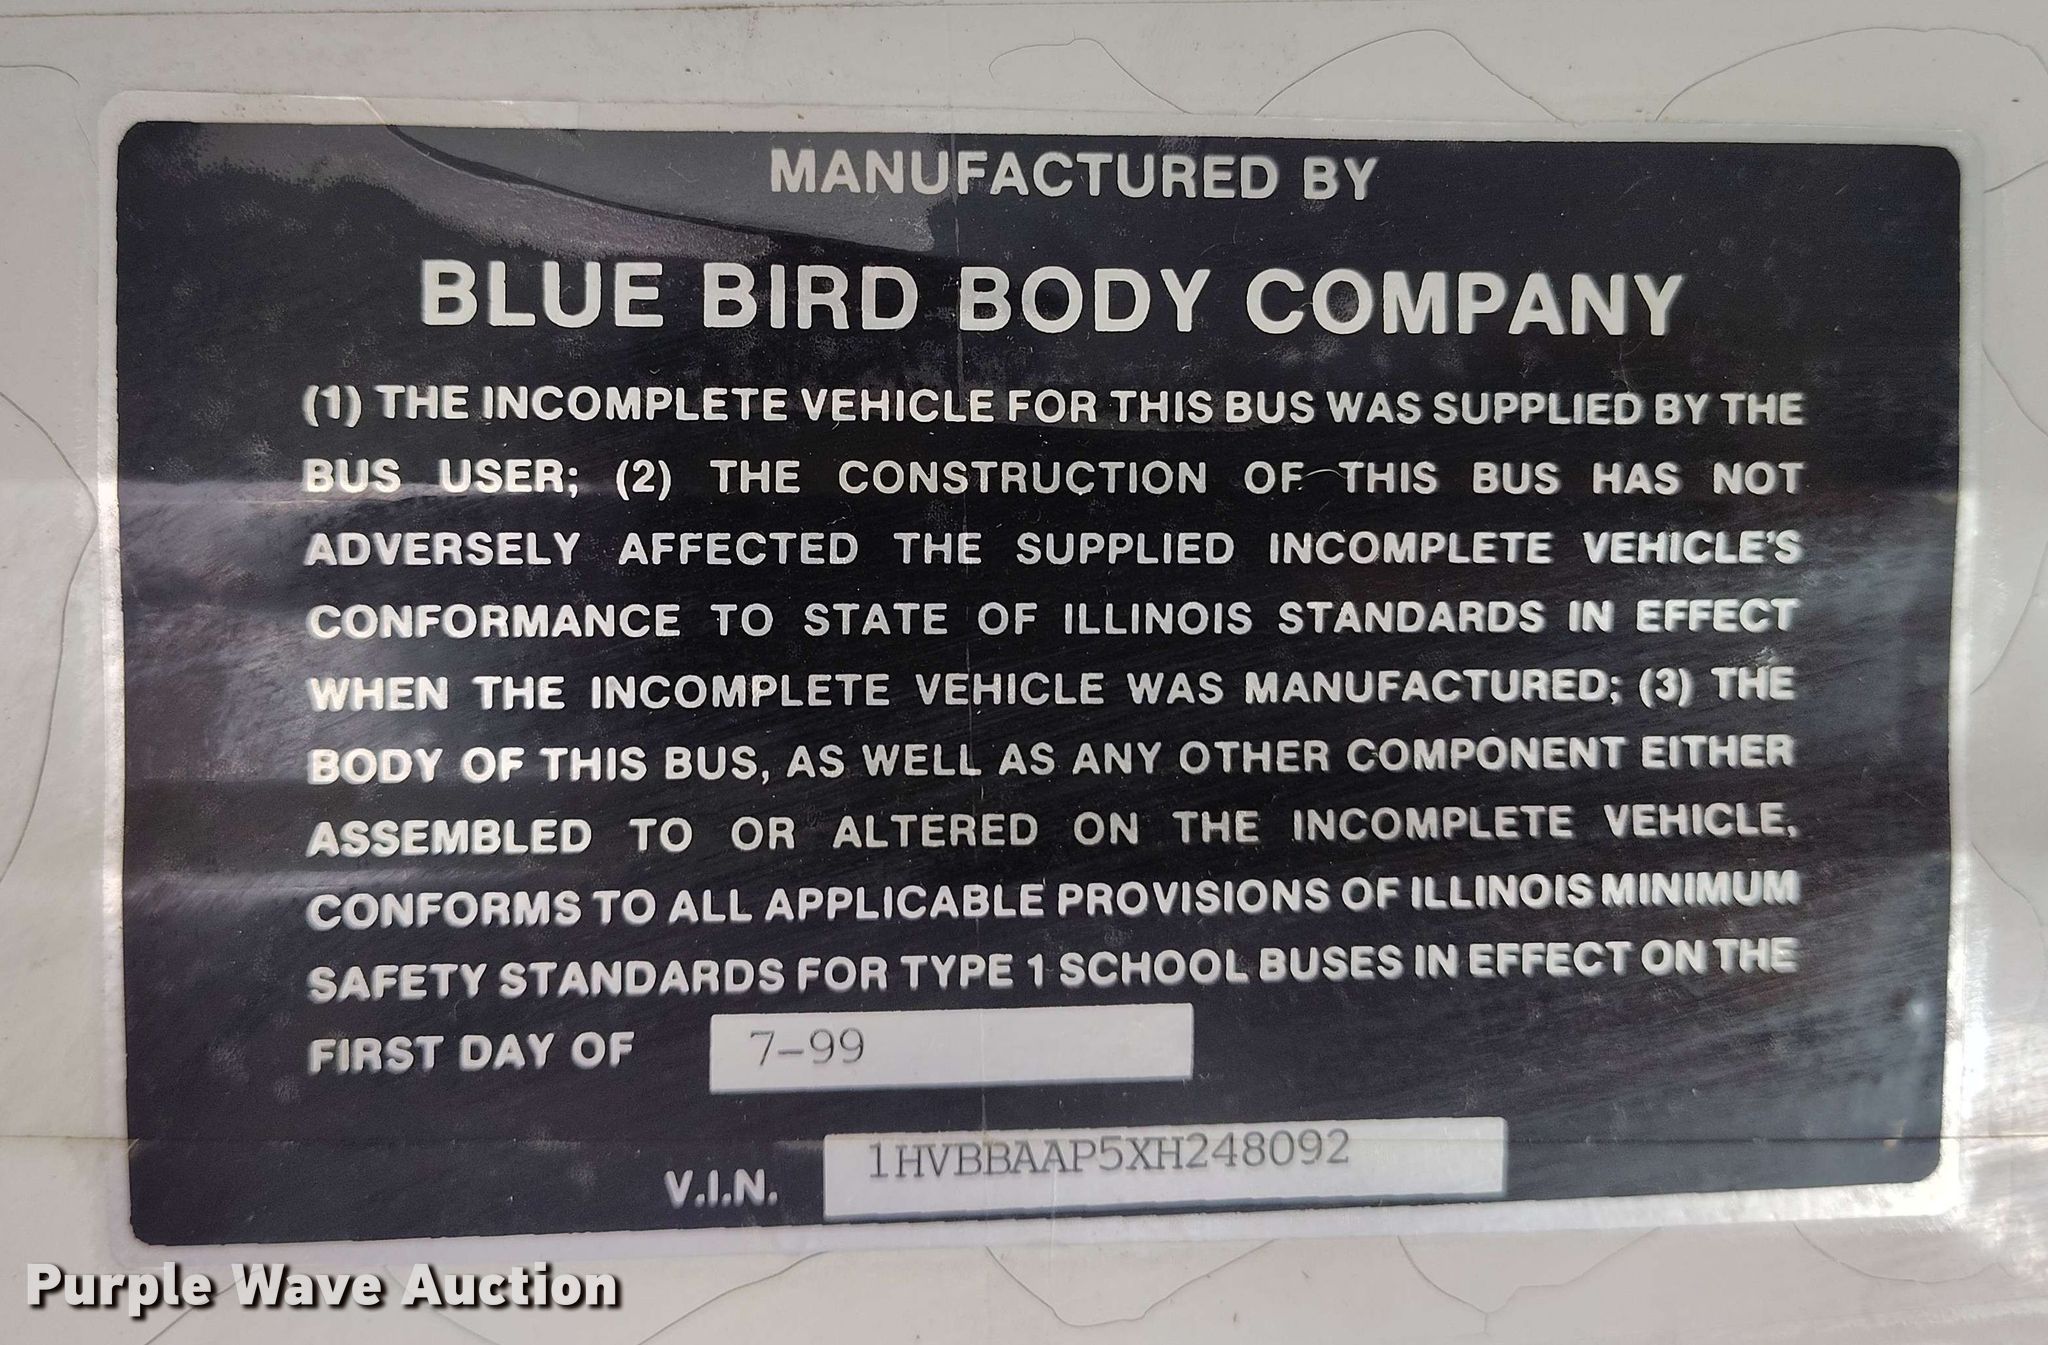 MANUFACTURED BY
BLUE BIRD BODY COMPANY
(1) THE INCOMPLETE VEHICLE FOR THIS BUS WAS SUPPLIED BY THE
BUS USER; (2) THE CONSTRUCTION OF THIS BUS HAS NOT
ADVERSELY AFFECTED THE SUPPLIED INCOMPLETE VEHICLE'S
CONFORMANCE TO STATE OF ILLINOIS STANDARDS IN EFFECT
WHEN THE INCOMPLETE VEHICLE WAS MANUFACTURED; (3) THE
BODY OF THIS BUS, AS WELL AS ANY OTHER COMPONENT EITHER
ASSEMBLED TO OR ALTERED ON THE INCOMPLETE VEHICLE,
CONFORMS TO ALL APPLICABLE PROVISIONS OF ILLINOIS MINIMUM
SAFETY STANDARDS FOR TYPE 1 SCHOOL BUSES IN EFFECT ON THE
FIRST DAY OF 7-99
V.I.N. 1HVBBAAP5XH248092
Purple Wave Auction